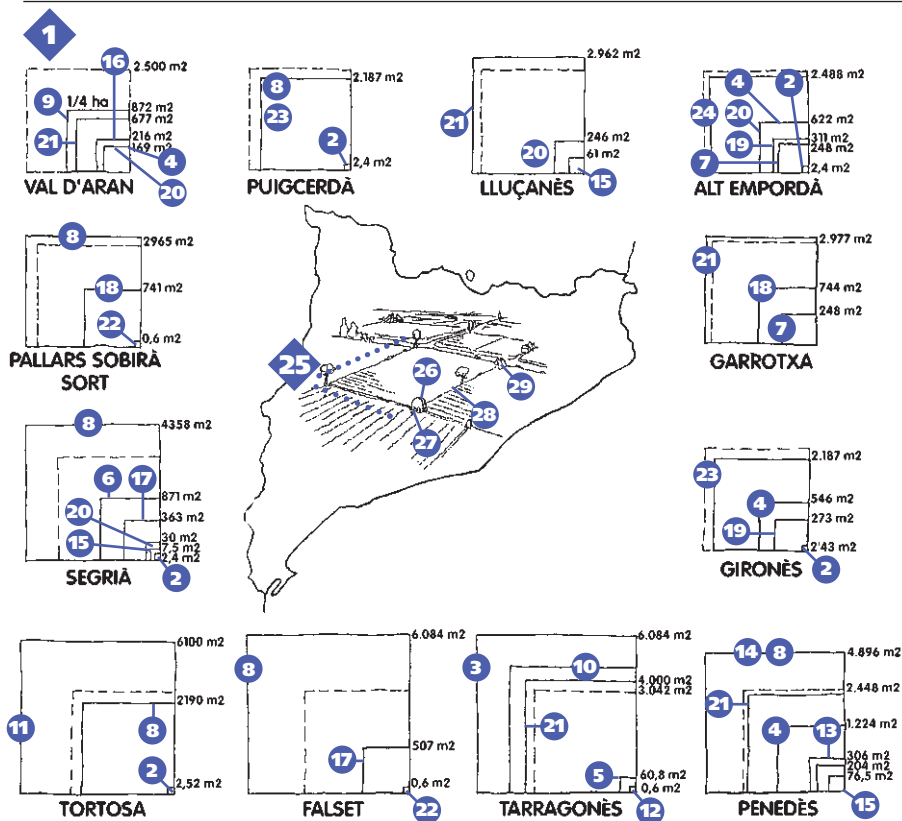 1
16
2.500 m2
9
1/4 ha
872 m2
677 m2
21
216 m2
169 m2
4
20
VAL D'ARAN
8
2.187 m2
23
2
2,4 m2
PUIGCERDÀ
2.962 m2
21
246 m2
20
61 m2
15
LLUÇANÈS
4
2
2.488 m2
24
20
622 m2
19
311 m2
248 m2
7
2,4 m2
ALT EMPORDÀ
8
2965 m2
18
741 m2
22
0,6 m2
PALLARS SOBIRÀ
SORT
21
2.977 m2
18
744 m2
7
248 m2
GARROTXA
25
26
29
28
27
8
4358 m2
6
17
871 m2
363 m2
20
30 m2
15
7,5 m2
2,4 m2
2
SEGRIÀ
2.187 m2
23
4
546 m2
19
273 m2
2'43 m2
2
GIRONÈS
6100 m2
11
2190 m2
8
2
2,52 m2
TORTOSA
6.084 m2
8
17
507 m2
0,6 m2
22
FALSET
6.084 m2
3
10
4.000 m2
3.042 m2
21
5
60,8 m2
0,6 m2
12
TARRAGONÈS
14
8
4.896 m2
21
2.448 m2
4
1.224 m2
13
306 m2
204 m2
76,5 m2
15
PENEDÈS